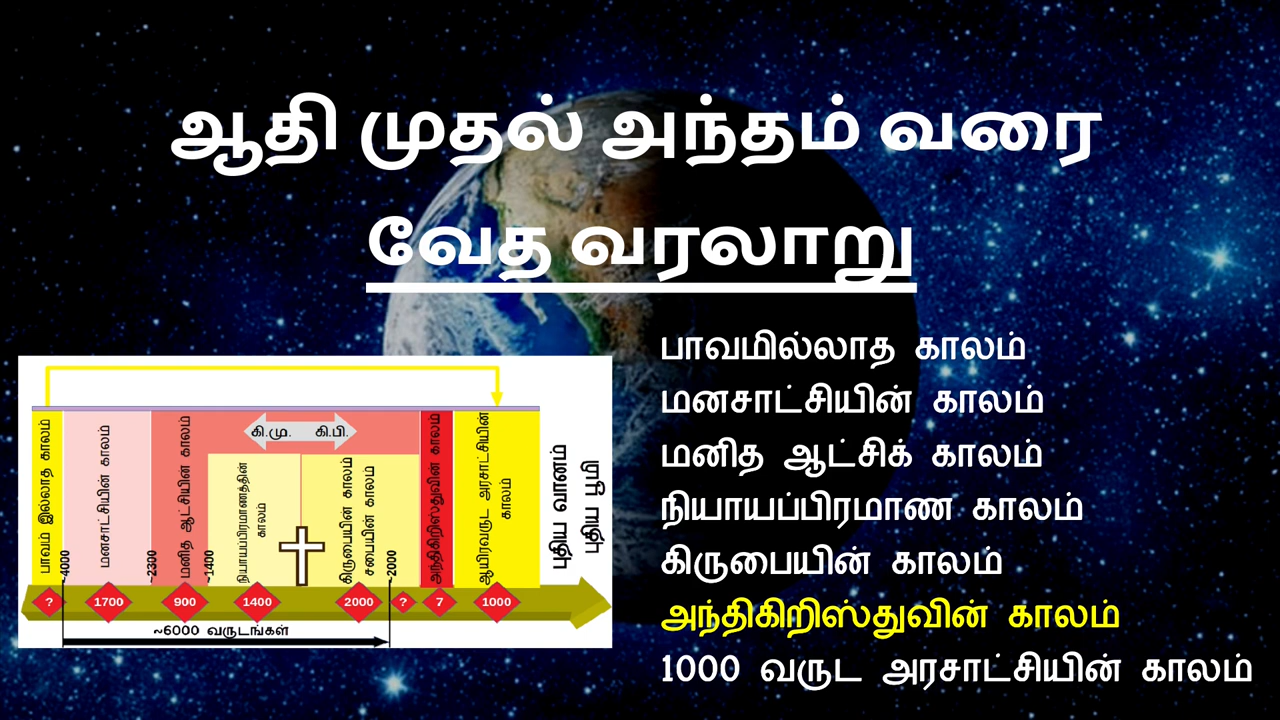 ஆதி முதல் அந்தம் வரை
வேத வரலாறு
பாவமில்லாத காலம்
மனசாட்சியின் காலம்
மனித ஆட்சிக் காலம்
நியாயப்பிரமாண காலம்
கிருபையின் காலம்
அந்திகிறிஸ்துவின் காலம்
1000 வருட அரசாட்சியின் காலம்
கி.மு. கி.பி.
பாவம் இல்லாத காலம்
மனசாட்சியின் காலம்
மனித ஆட்சியின் காலம்
நியாயப்பிரமாணத்தின்
காலம்
கிருபையின் காலம்
சபையின் காலம்
அந்திகிறிஸ்துவின் காலம்
ஆயிரவருட அரசாட்சியின்
காலம்
புதிய வானம்
புதிய பூமி
~4000
~2300
~1400
~2000
? 1700 900 1400 2000 ? 7 1000
~6000 வருடங்கள்